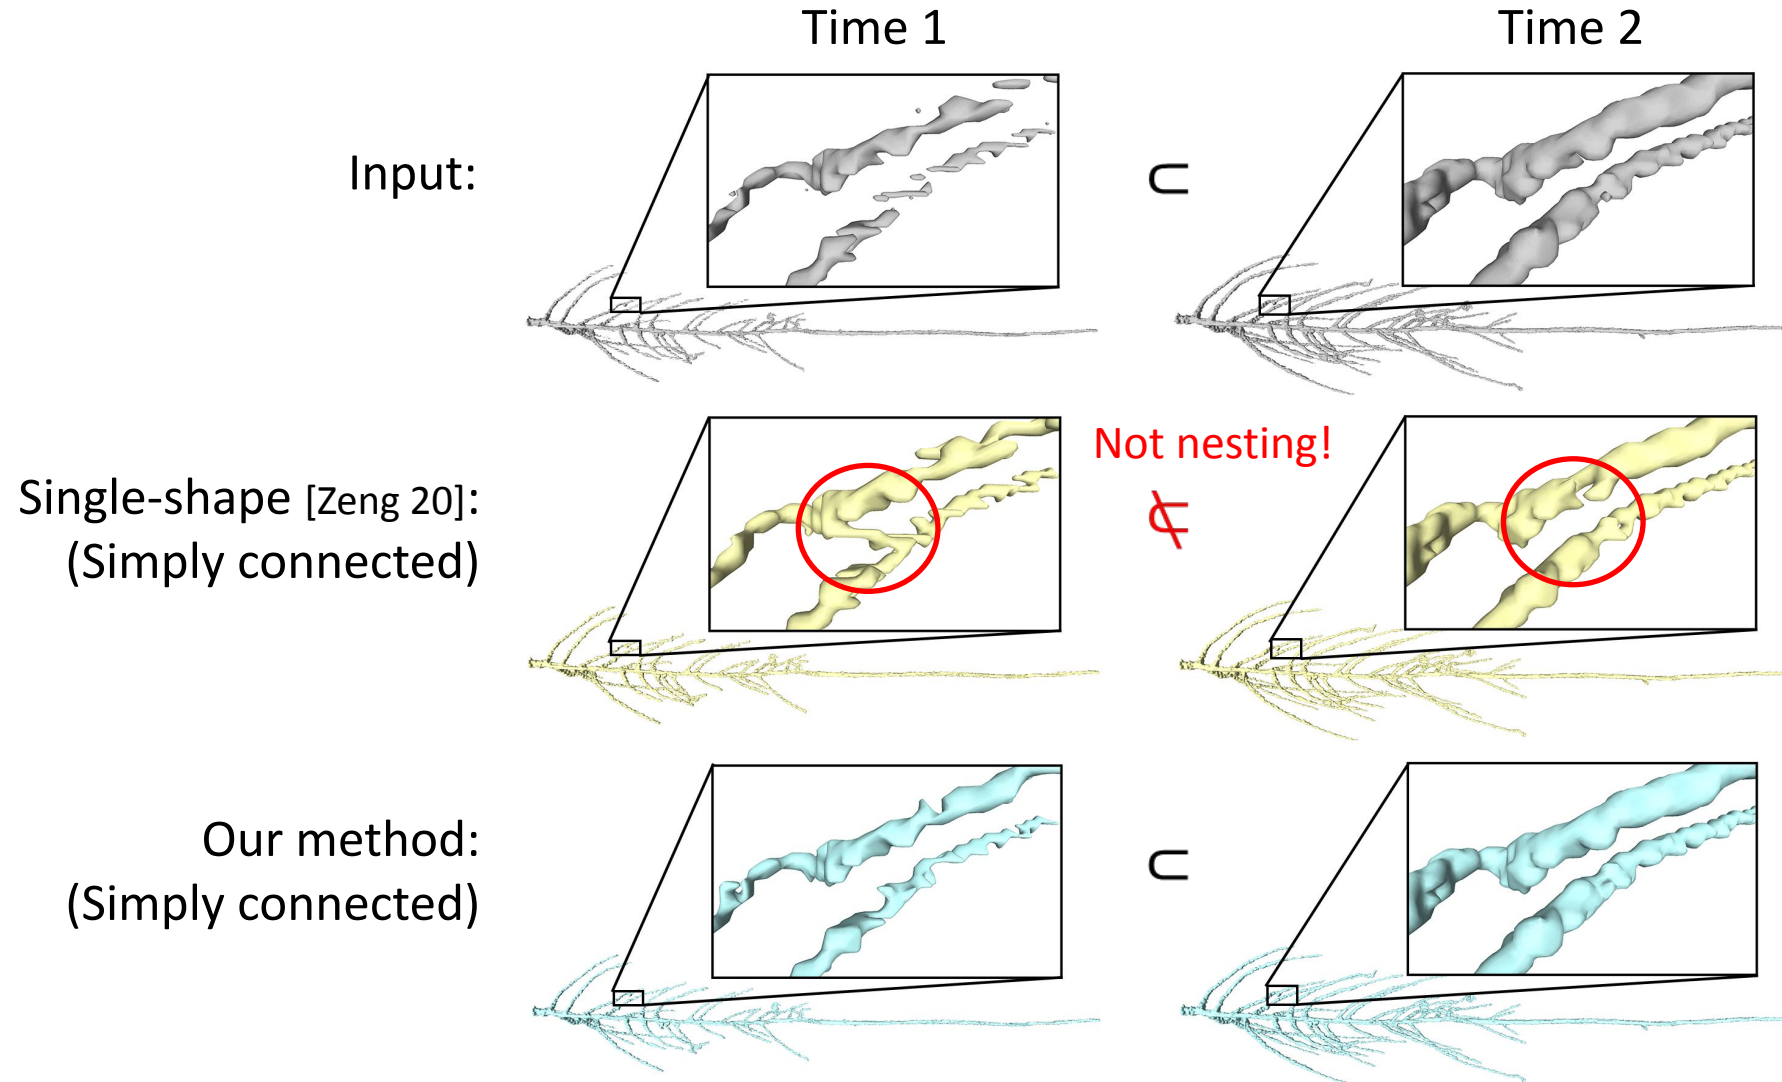 Time 1
Time 2
Input:
⊂
Not nesting!
Single-shape [Zeng 20]:
(Simply connected)
⊄
Our method:
(Simply connected)
⊂